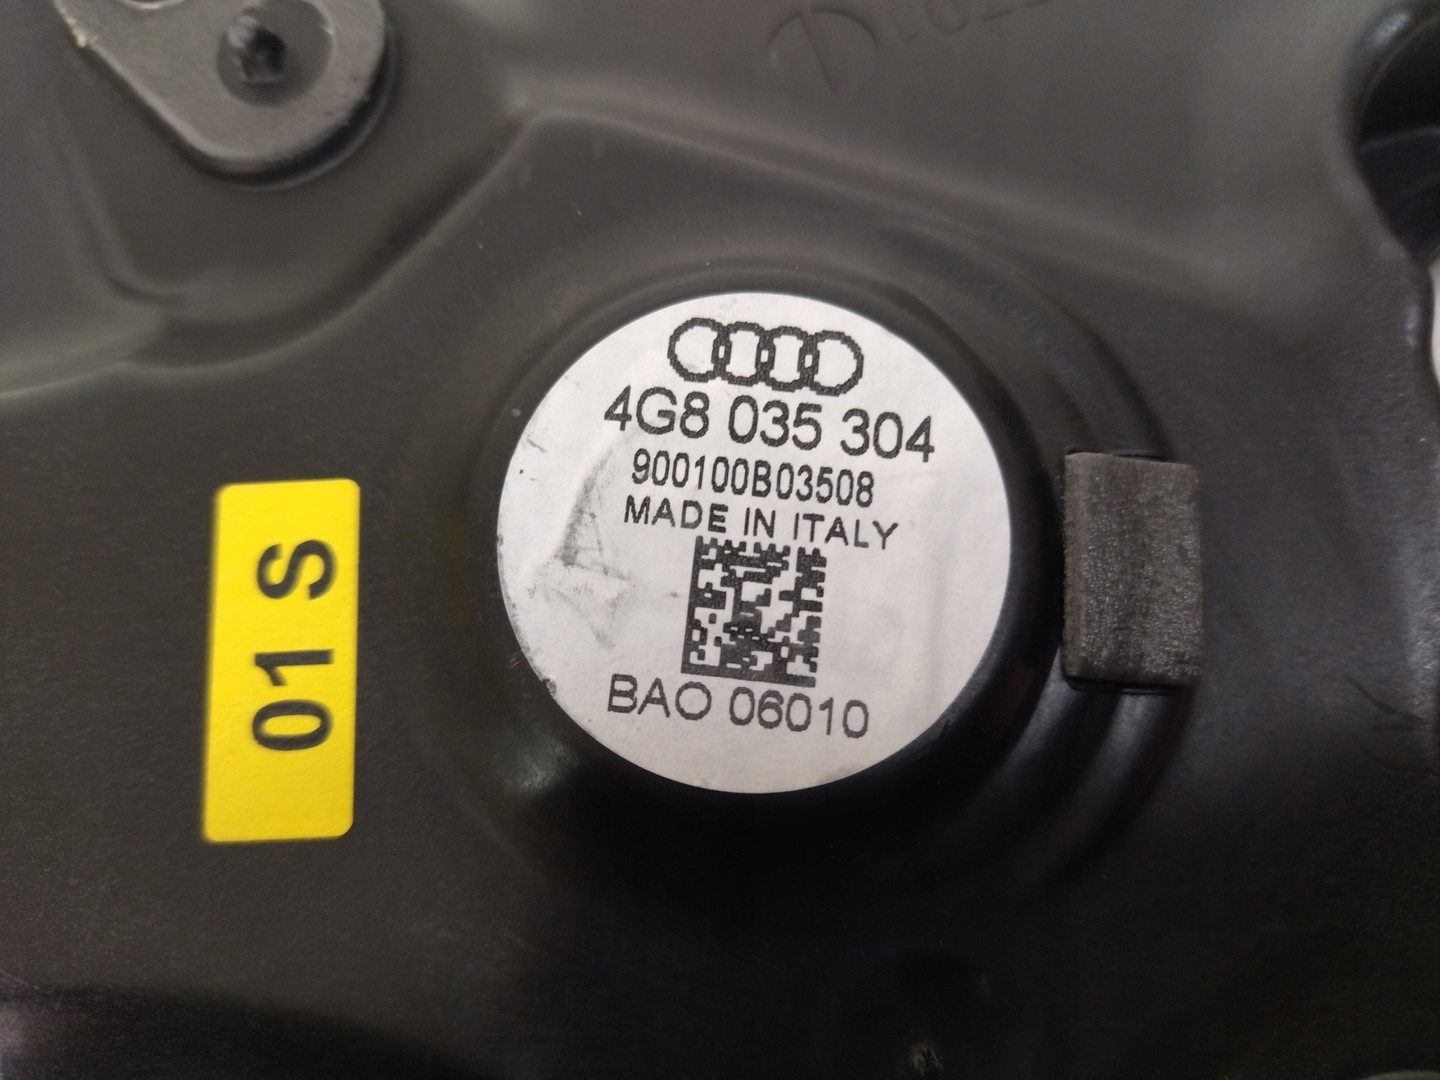 4G8 035 304
900100B03508
MADE IN ITALY
BAO 06010
01 S